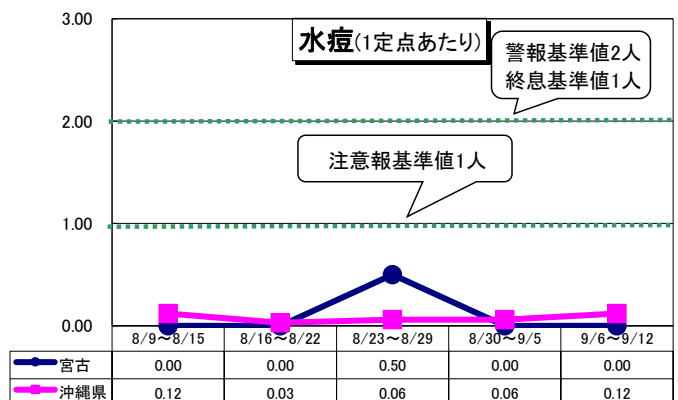 水痘(1定点あたり)
警報基準値2人
終息基準値1人
注意報基準値1人
3.00
2.00
1.00
0.00
8/9～8/15 8/16～8/22 8/23～8/29 8/30～9/5 9/6～9/12
宮古 0.00 0.00 0.50 0.00 0.00
沖縄県 0.12 0.03 0.06 0.06 0.12